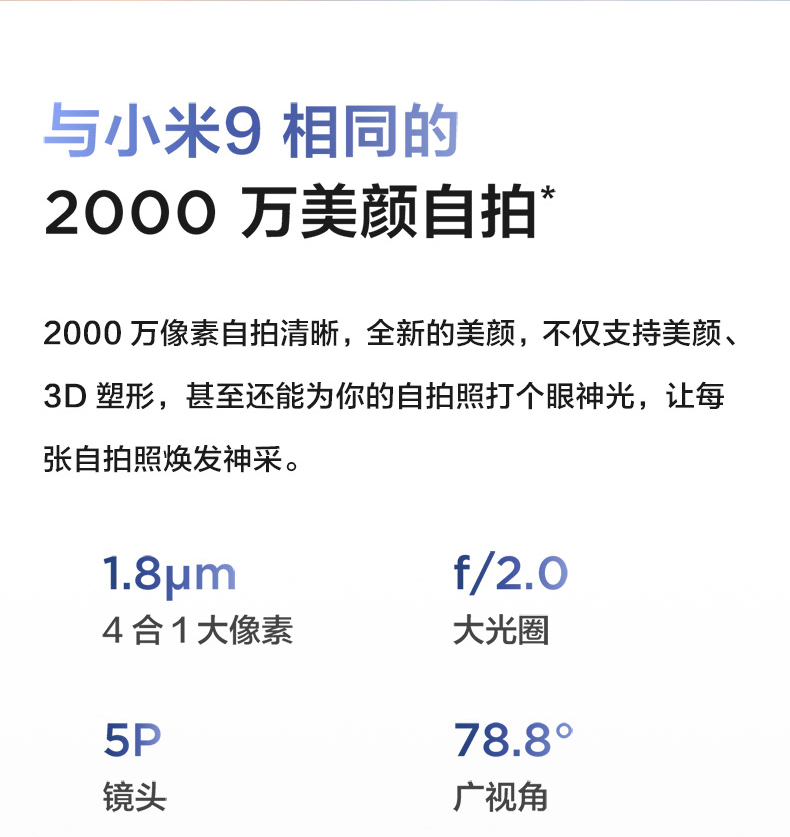 与小米9 相同的
2000 万美颜自拍*
2000 万像素自拍清晰，全新的美颜，不仅支持美颜、
3D 塑形，甚至还能为你的自拍照打个眼神光，让每
张自拍照焕发神采。
1.8μm
f/2.0
4 合 1 大像素
大光圈
5P
78.8°
镜头
广视角